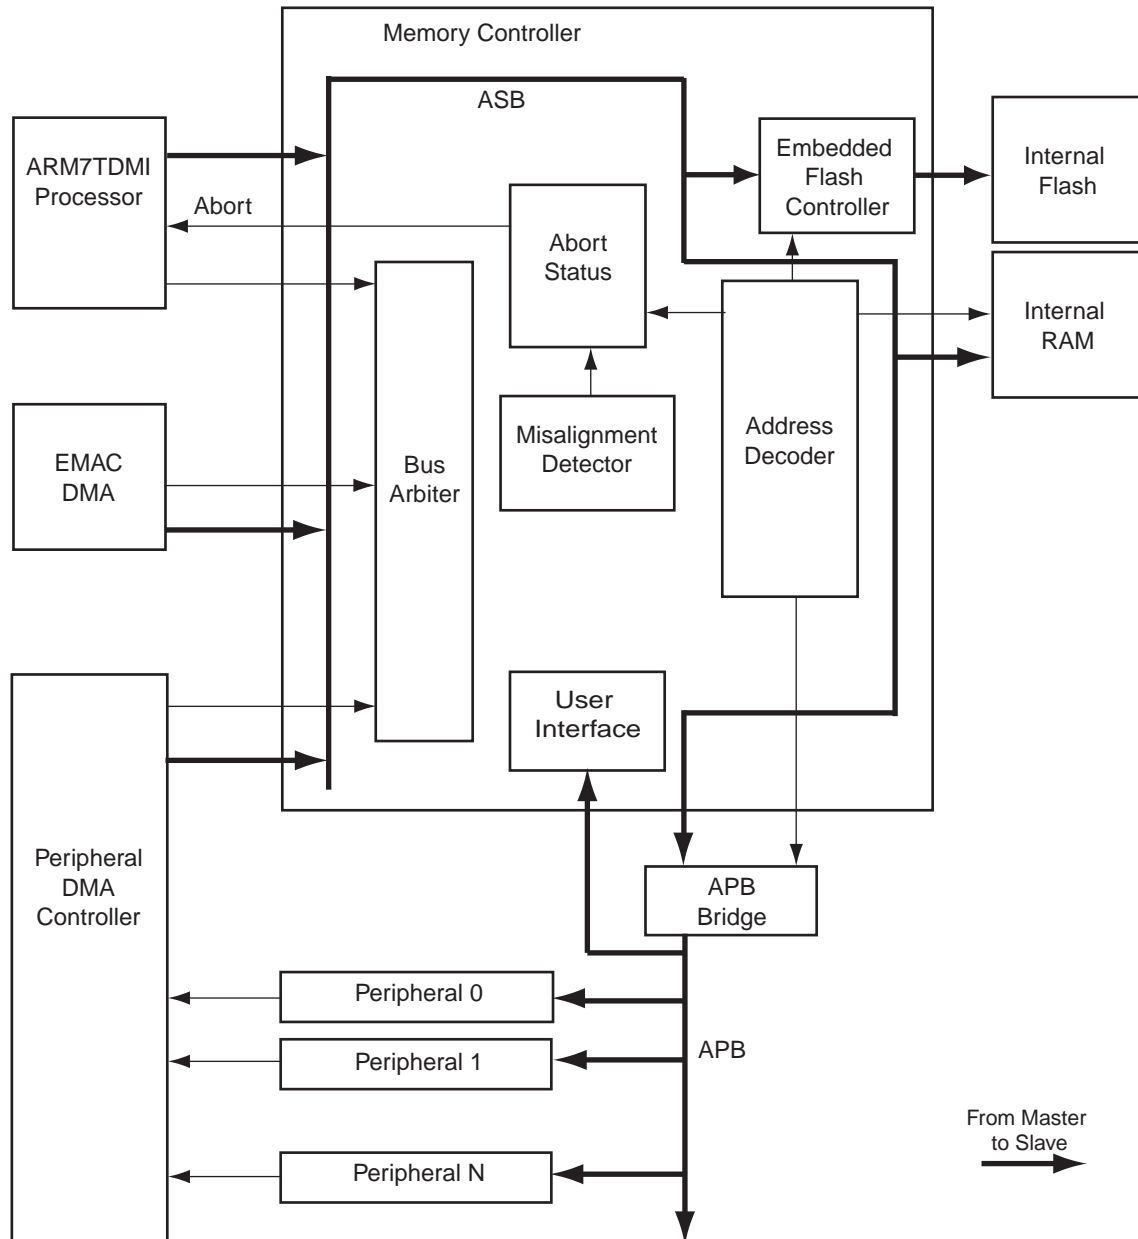 Memory Controller
ASB
ARM7TDMI
Processor
Abort
Embedded
Flash
Controller
Internal
Flash
Abort
Status
Internal
RAM
EMAC
DMA
Bus
Arbiter
Misalignment
Detector
Address
Decoder
User
Interface
Peripheral
DMA
Controller
APB
Bridge
Peripheral 0
Peripheral 1
APB
Peripheral N
From Master
to Slave